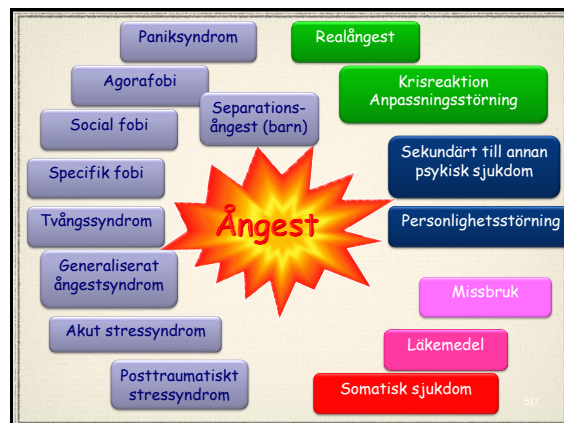 Paniksyndrom
Realångest
Agorafobi
Krisreaktion
Anpassningsstörning
Separations-
ångest (barn)
Social fobi
Sekundärt till annan
psykisk sjukdom
Specifik fobi
Tvångssyndrom
Ångest
Personlighetsstörning
Generaliserat
ångestsyndrom
Missbruk
Akut stressyndrom
Läkemedel
Posttraumatiskt
stressyndrom
Somatisk sjukdom
517